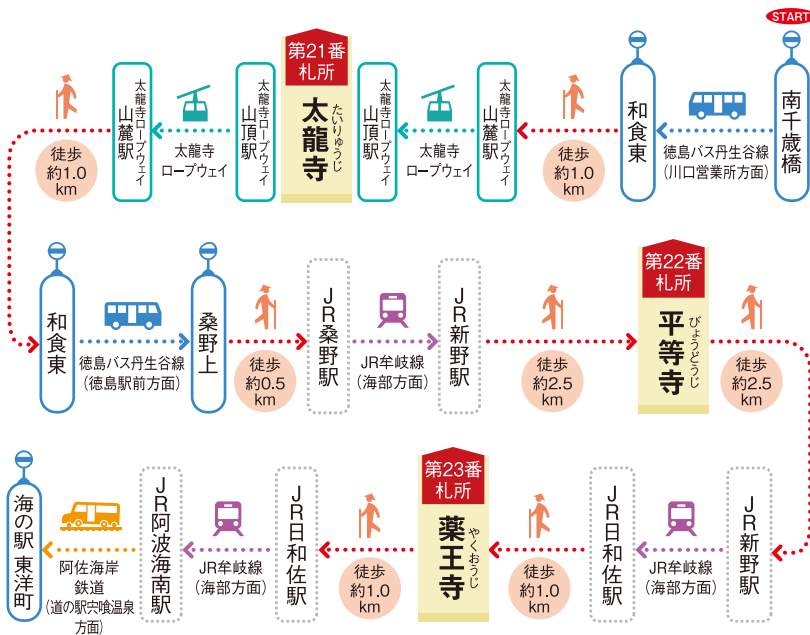 START
南千歳橋
徳島バス丹生谷線
(川口営業所方面)
和食東
徒歩
約1.0
km
太龍寺ロープウェイ
山麓駅
太龍寺
ロープウェイ
太龍寺ロープウェイ
山頂駅
第21番
札所
太龍寺
たいりゅうじ
太龍寺ロープウェイ
山頂駅
太龍寺
ロープウェイ
太龍寺ロープウェイ
山麓駅
徒歩
約1.0
km
和食東
徳島バス丹生谷線
(徳島駅前方面)
桑野上
徒歩
約0.5
km
JR桑野駅
JR牟岐線
(海部方面)
JR新野駅
徒歩
約2.5
km
第22番
札所
平等寺
びょうどうじ
徒歩
約2.5
km
JR新野駅
JR牟岐線
(海部方面)
JR日和佐駅
徒歩
約1.0
km
第23番
札所
薬王寺
やくおうじ
徒歩
約1.0
km
JR日和佐駅
JR牟岐線
(海部方面)
JR阿波海南駅
阿佐海岸
鉄道
(道の駅宍喰温泉
方面)
海の駅 東洋町